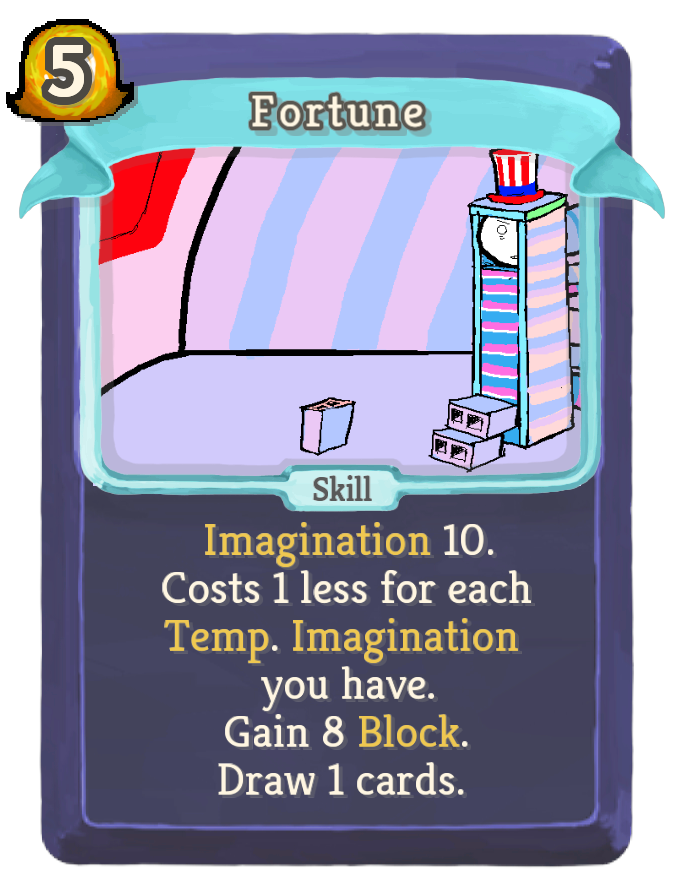 5
Fortune
Skill
Imagination 10.
Costs 1 less for each
Temp. Imagination
you have.
Gain 8 Block.
Draw 1 cards.